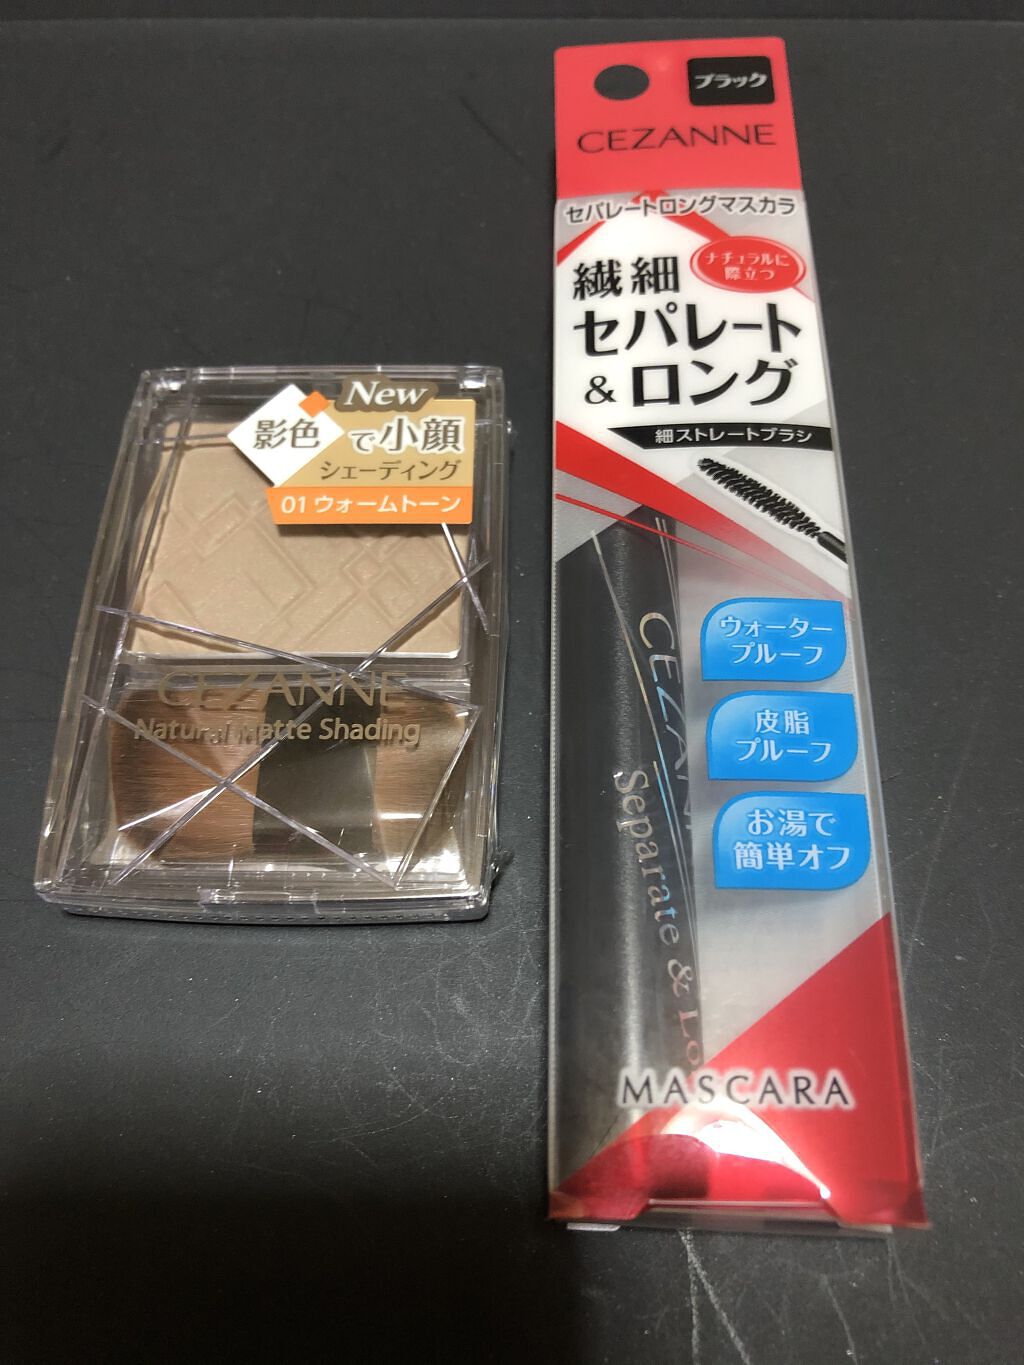 New
影色で小顔
シェーディング
01 ウォームトーン
CEZANNE
Natural Matte Shading
ブラック
CEZANNE
セパレートロングマスカラ
ナチュラルに
際立つ
繊細
セパレート
&ロング
細ストレートブラシ
ウォーター
プルーフ
皮脂
プルーフ
お湯で
簡単オフ
CEZANN
Separate & Lo
MASCARA